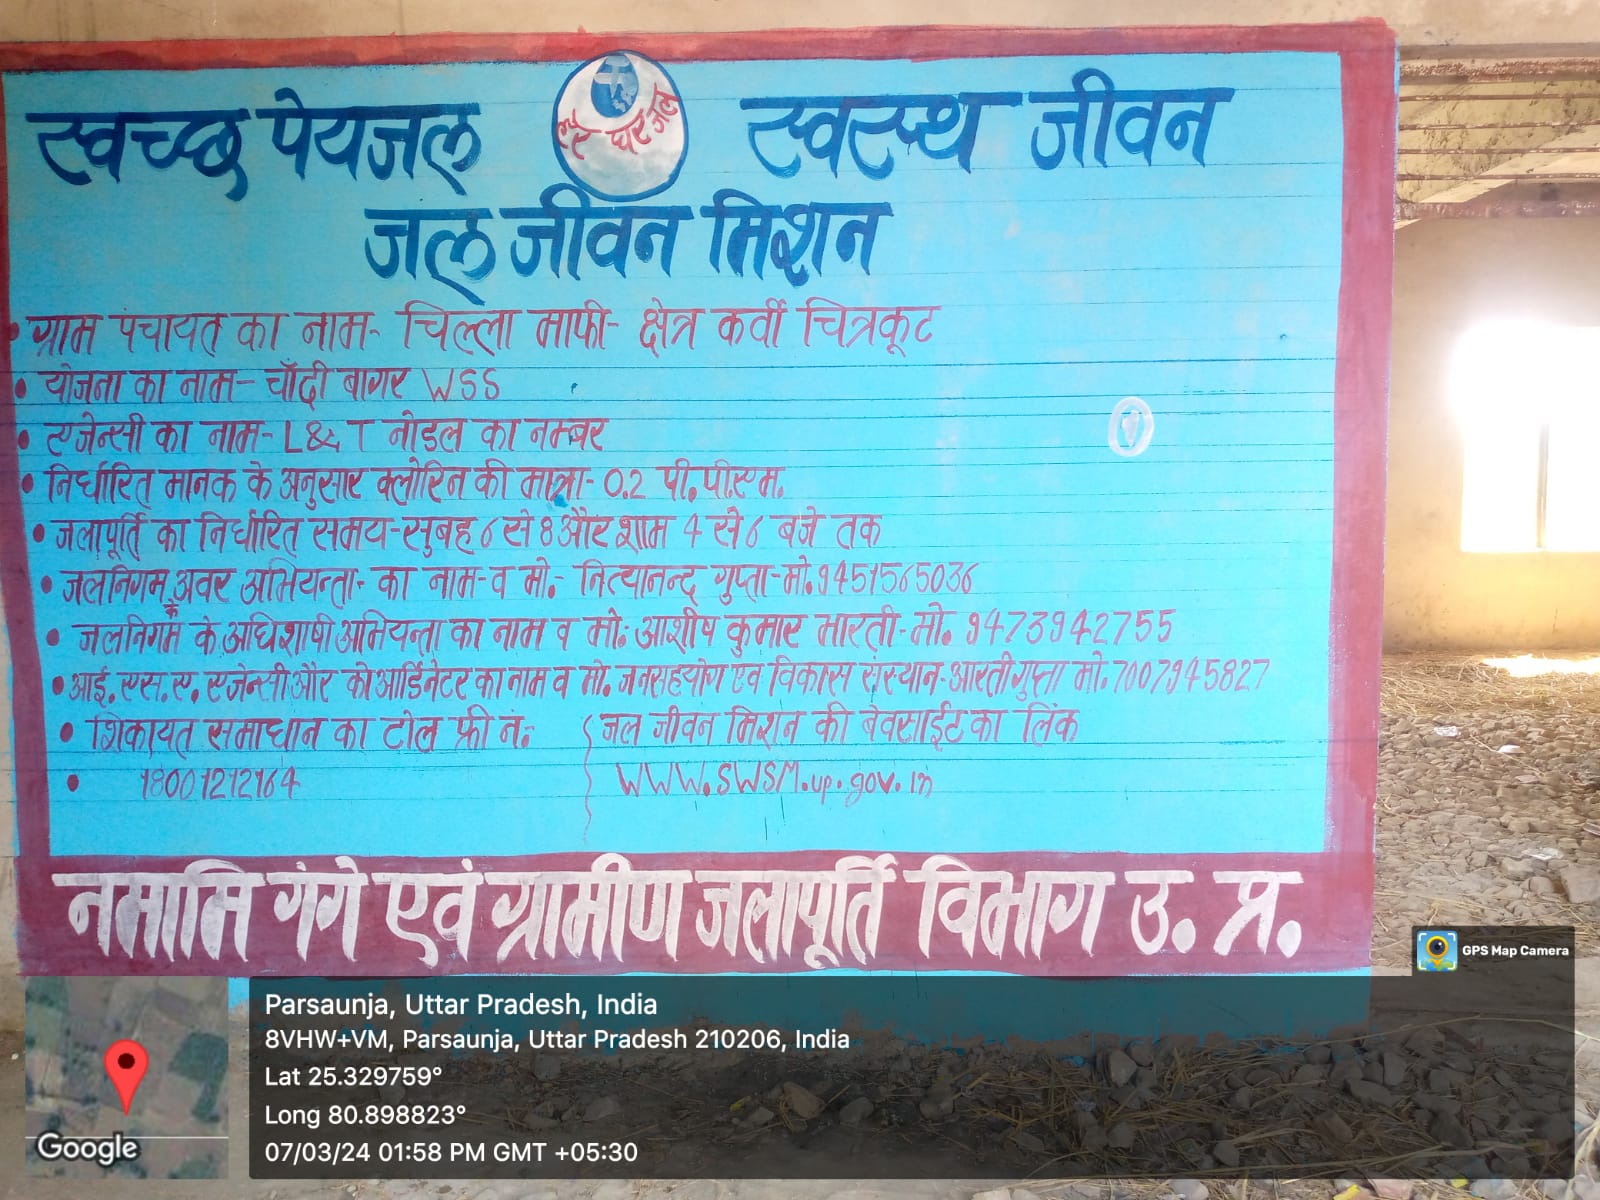 स्वच्छ पेयजल हर घर जल स्वस्थ जीवन
जल जीवन मिशन
• ग्राम पंचायत का नाम- चिल्ला माफी- क्षेत्र कर्वी चित्रकूट
• योजना का नाम- चाँदी बागर WSS
• एजेन्सी का नाम- L&T नोडल का नम्बर
• निर्धारित मानक के अनुसार क्लोरिन की मात्रा- 0.2 पी.पी.एम.
• जलापूर्ति का निर्धारित समय-सुबह 6 से 8 और शाम 4 से 6 बजे तक
• जलनिगम के अवर अभियन्ता- का नाम-व मो.- नित्यानन्द गुप्ता-मो.9451565036
• जलनिगम के अधिशाषी अभियन्ता का नाम व मो: आशीष कुमार भारती-मो. 9473942755
• आई.एस.ए. एजेन्सी और कोआर्डिनेटर का नाम व मो. जनसहयोग एवं विकास संस्थान-आरती गुप्ता मो.7007945827
• शिकायत समाधान का टोल फ्री नं: जल जीवन मिशन की बेवसाईट का लिंक
• 18001212164 WWW.SWSM.up.gov.in
नमामि गंगे एवं ग्रामीण जलापूर्ति विभाग उ. प्र.
GPS Map Camera
Parsaunja, Uttar Pradesh, India
8VHW+VM, Parsaunja, Uttar Pradesh 210206, India
Lat 25.329759°
Long 80.898823°
07/03/24 01:58 PM GMT +05:30
Google